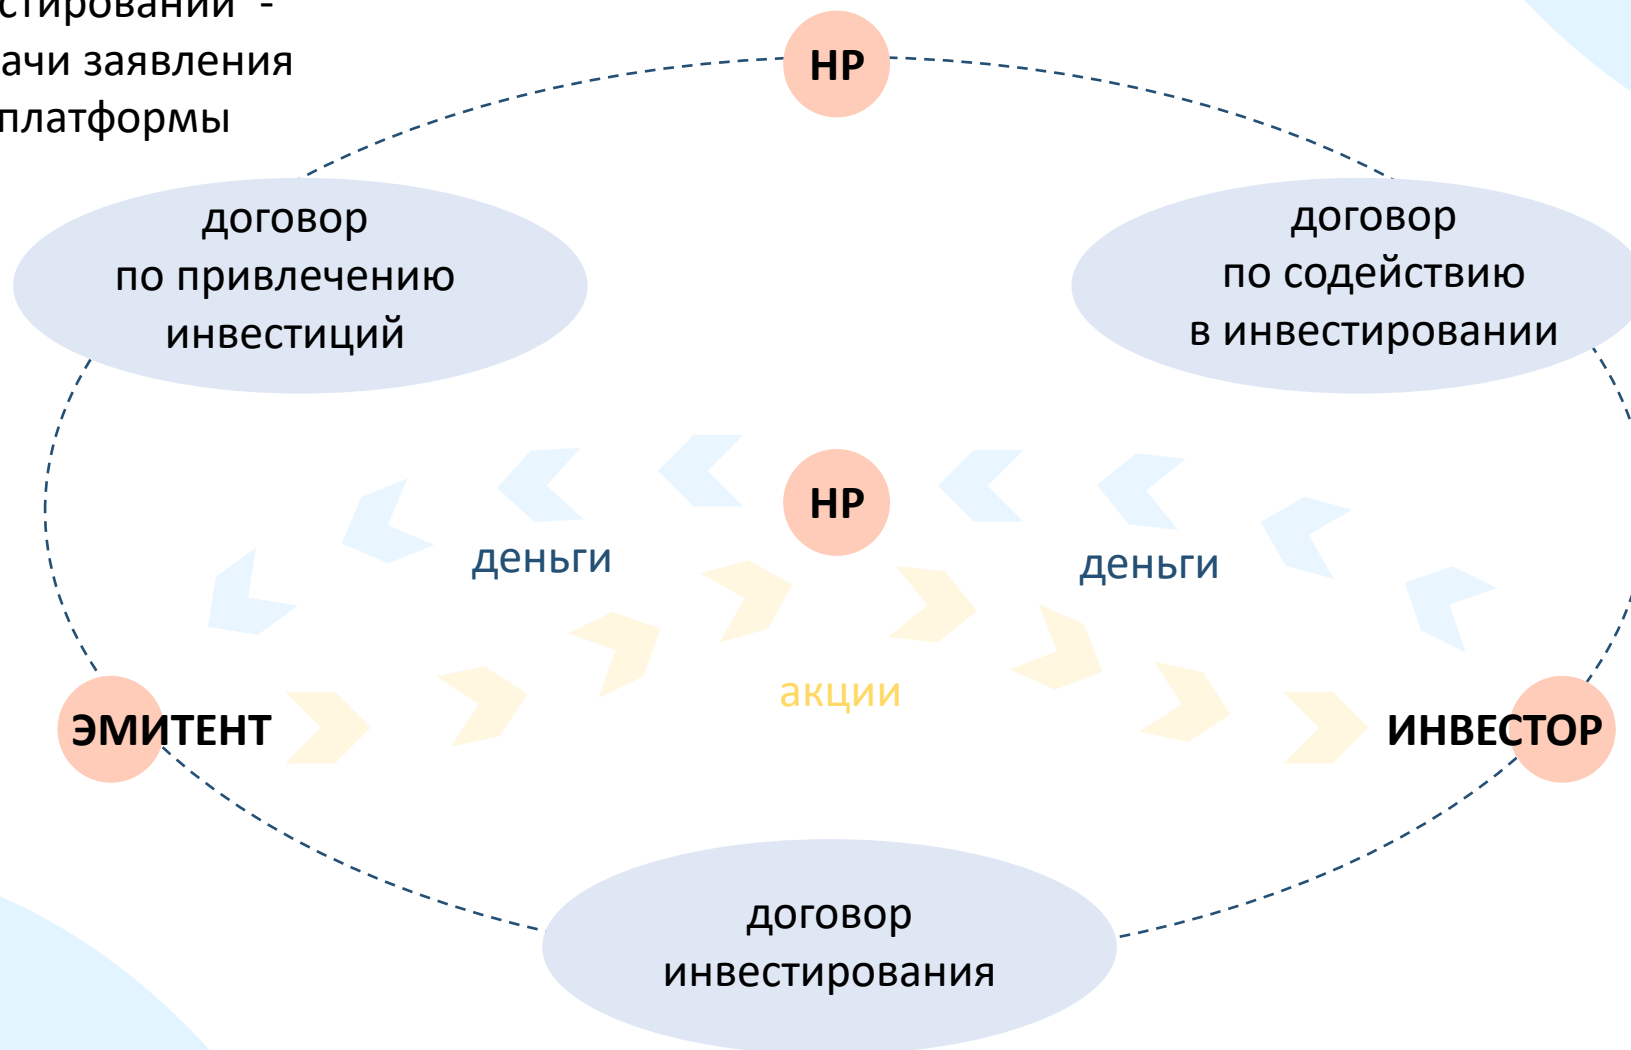 стировании -
ачи заявления
платформы
НР
договор
по привлечению
инвестиций
договор
по содействию
в инвестировании
НР
деньги
деньги
акции
ЭМИТЕНТ
ИНВЕСТОР
договор
инвестирования